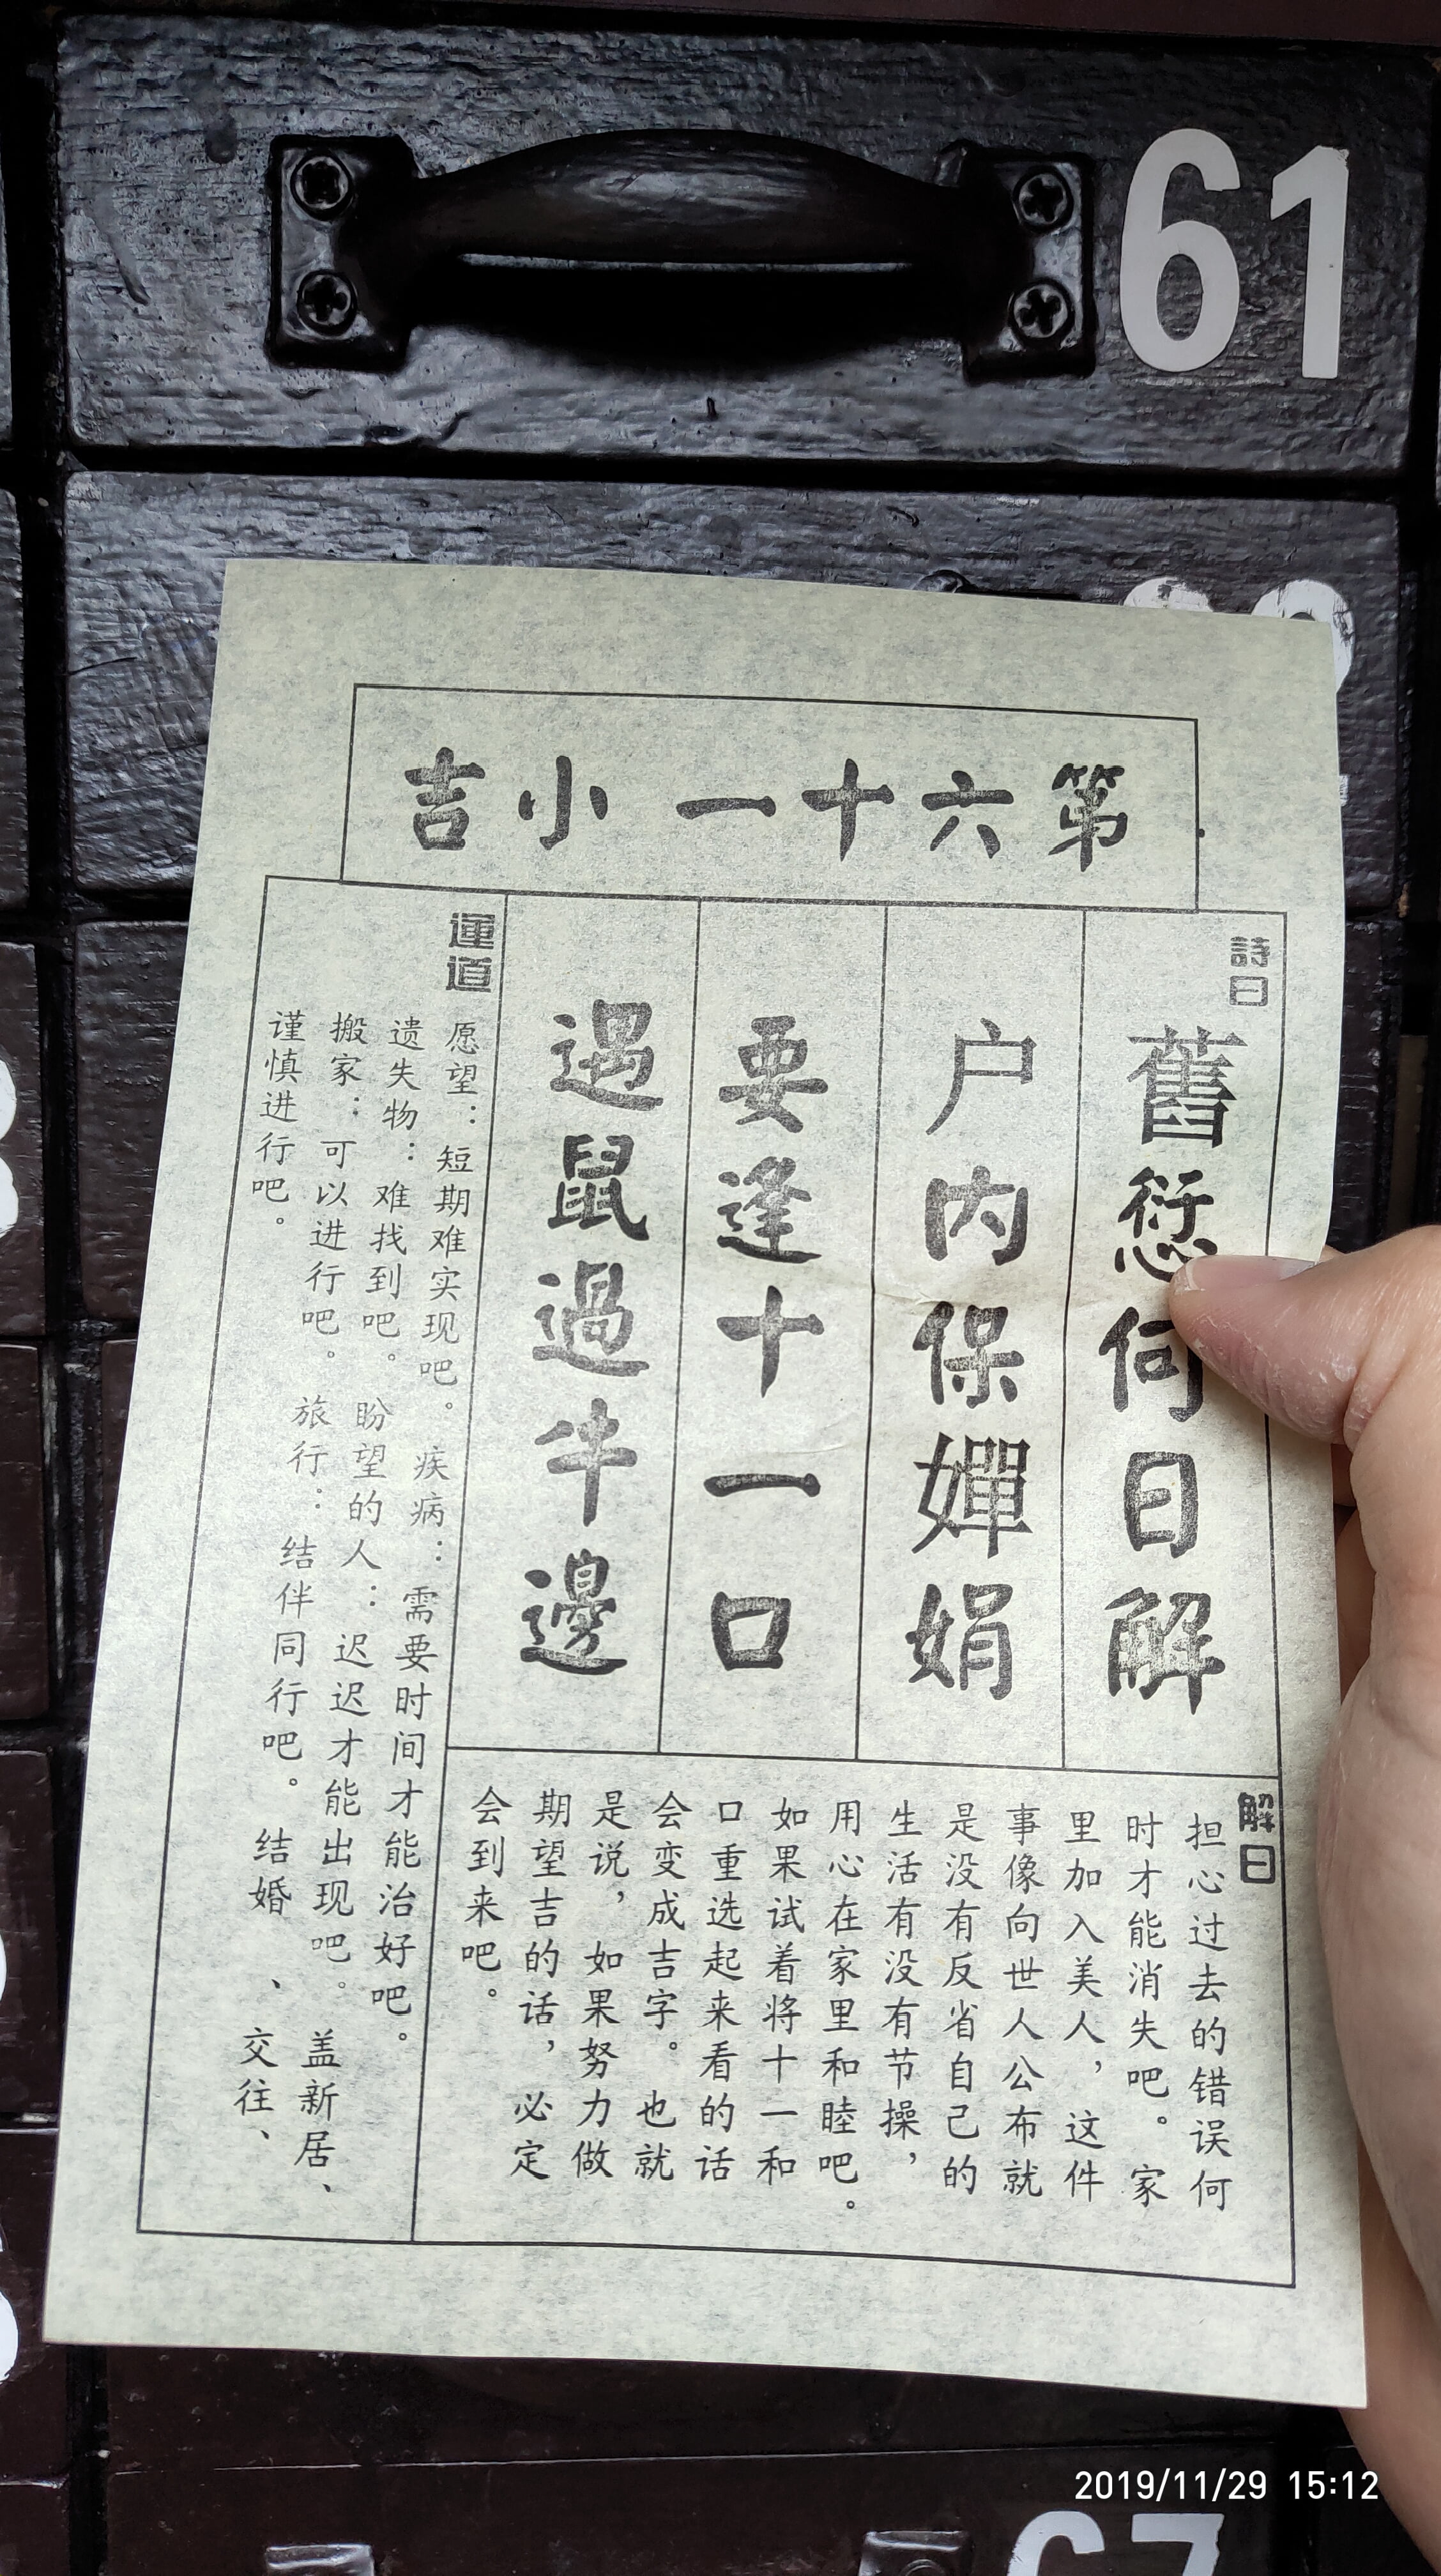 61
第六十一 小吉
詩曰
舊愆何日解
户内保嬋娟
要逢十一口
遇鼠過牛邊
解曰
担心过去的错误何
时才能消失吧。家
里加入美人，这件
事像向世人公布就
是没有反省自己的
生活有没有节操，
用心在家里和睦吧。
如果试着将十一和
口重选起来看的话
会变成吉字。也就
是说，如果努力做
期望吉的话，必定
会到来吧。
運道
愿望：短期难实现吧。疾病：需要时间才能治好吧。
遗失物：难找到吧。盼望的人：迟迟才能出现吧。盖新居、
搬家：可以进行吧。旅行：结伴同行吧。结婚、交往、
谨慎进行吧。
67
2019/11/29 15:12